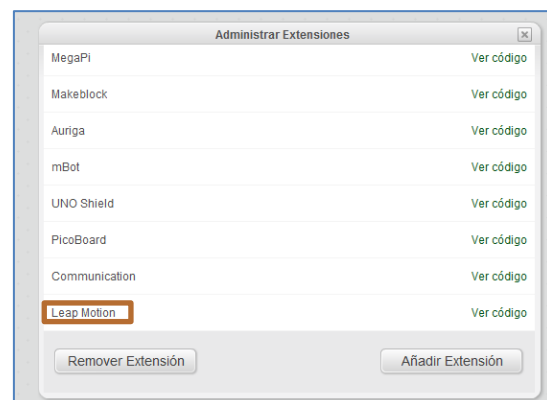 Administrar Extensiones
MegaPi Ver código
Makeblock Ver código
Auriga Ver código
mBot Ver código
UNO Shield Ver código
PicoBoard Ver código
Communication Ver código
Leap Motion Ver código
Remover Extensión Añadir Extensión